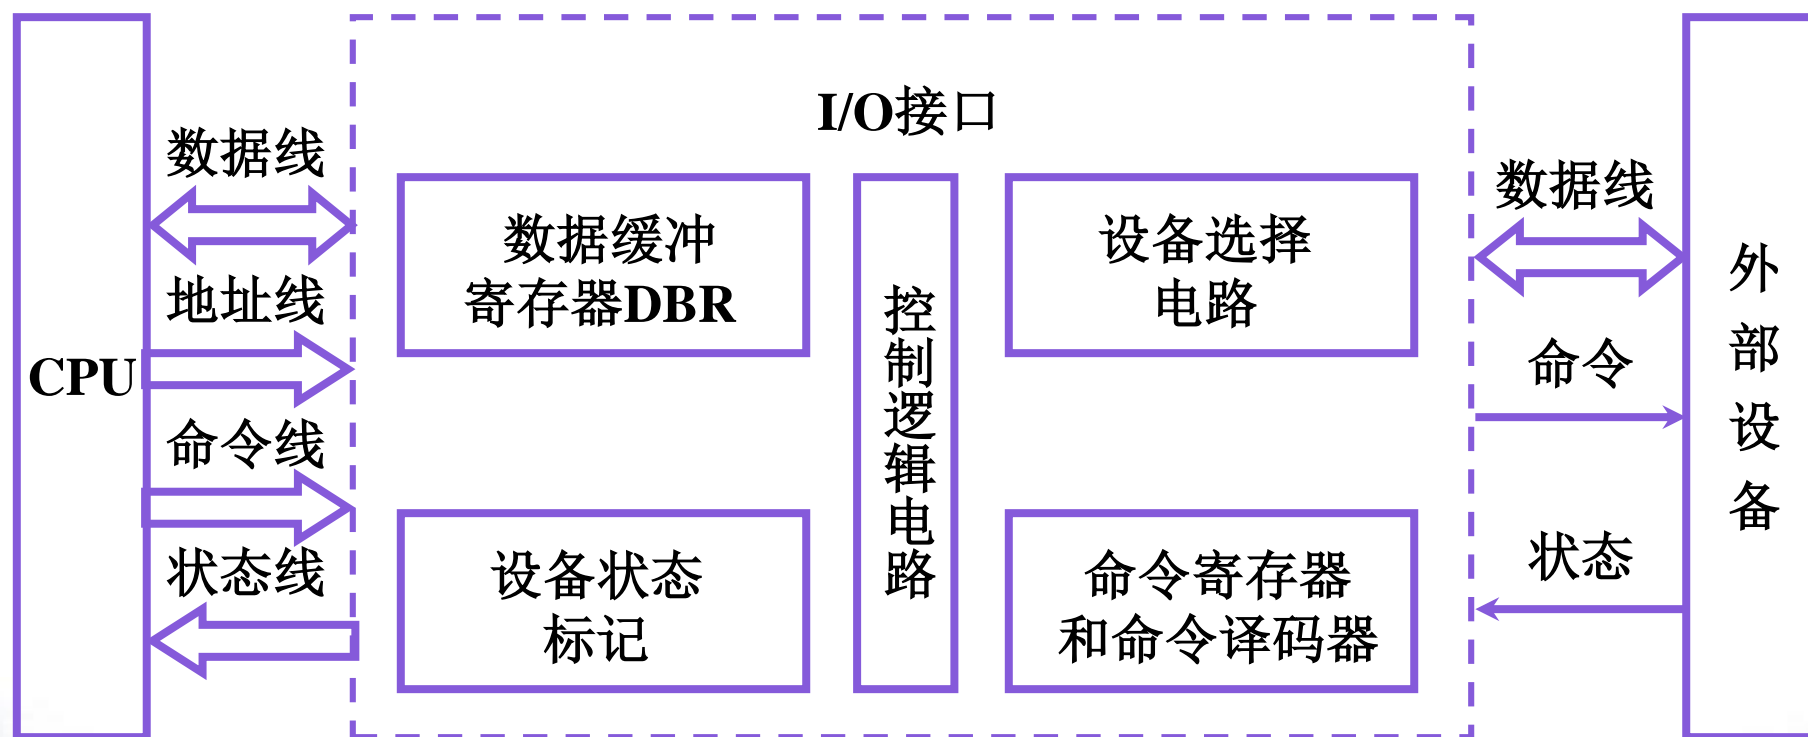 I/O接口
CPU
数据线
地址线
命令线
状态线
数据缓冲
寄存器DBR
设备状态
标记
控制逻辑电路
设备选择
电路
命令寄存器
和命令译码器
数据线
命令
状态
外部设备